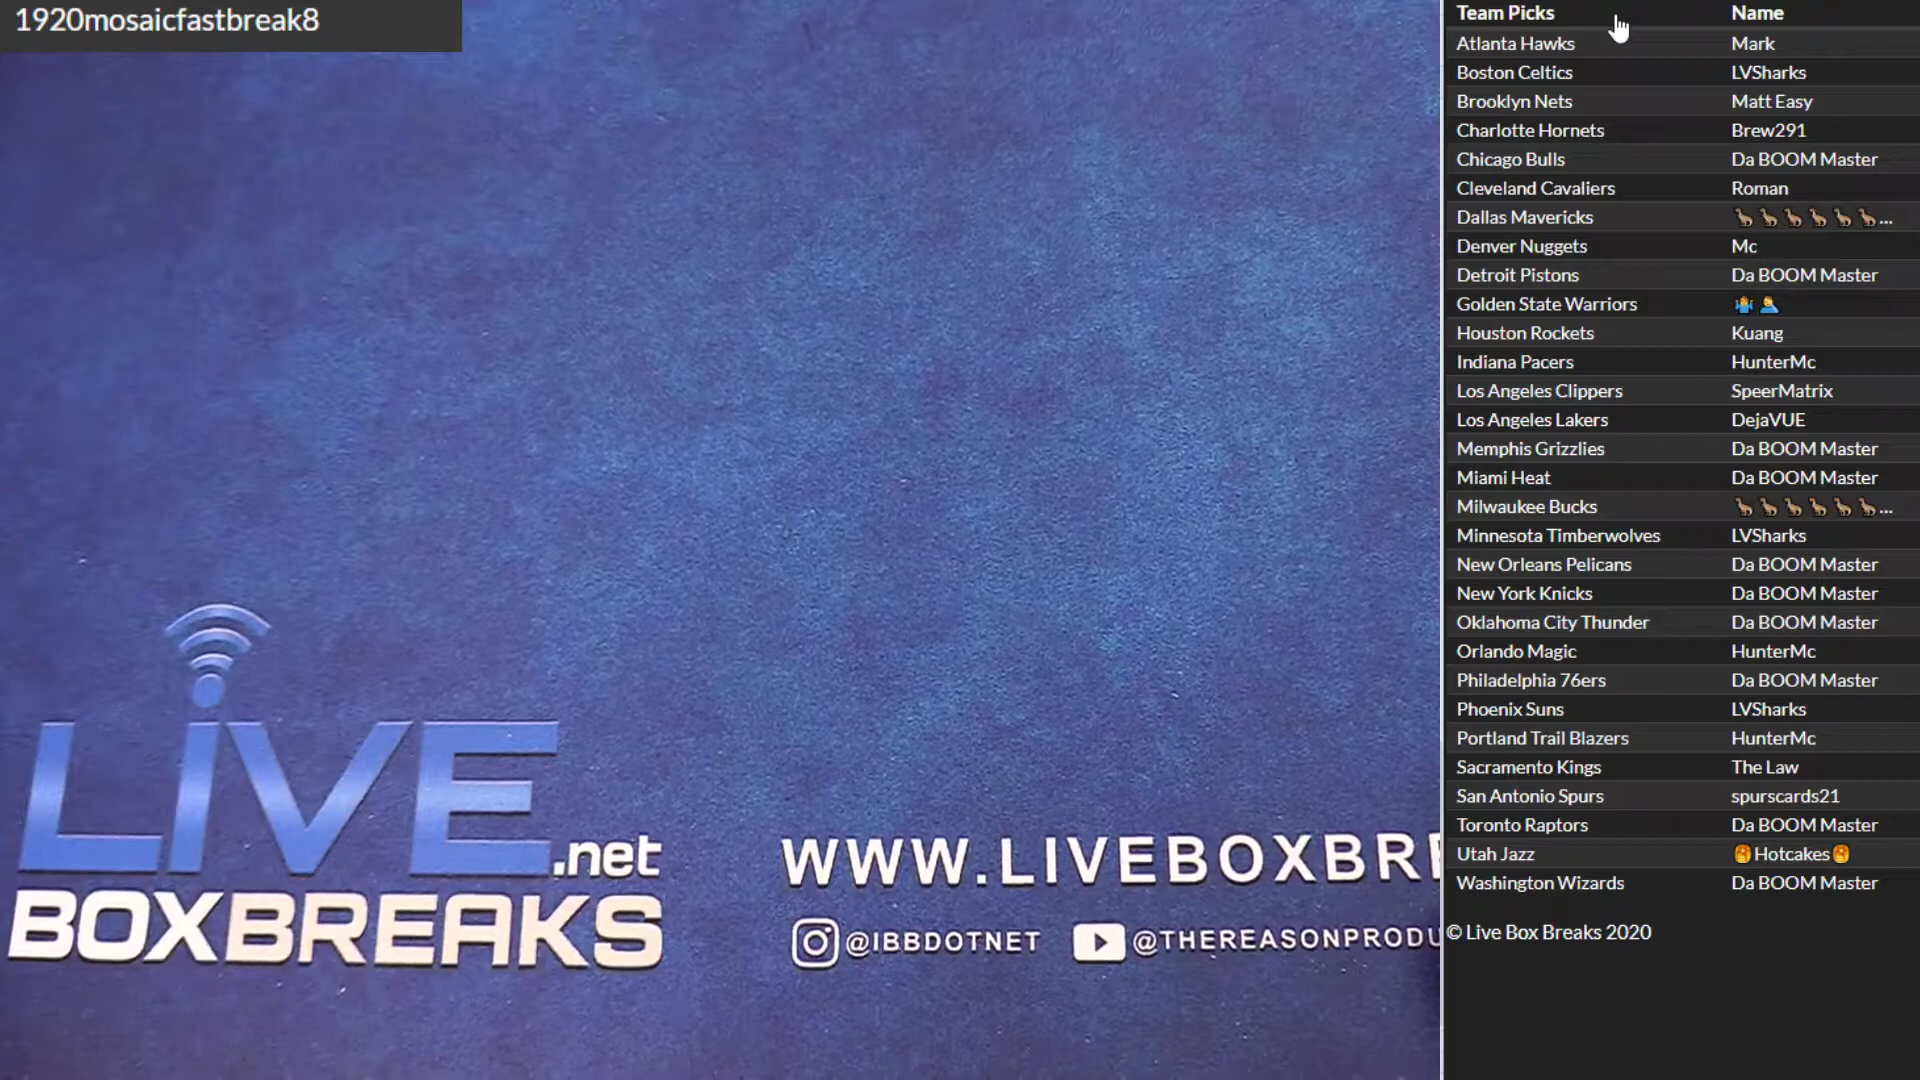 1920mosaicfastbreak8
Team Picks Name
Atlanta Hawks Mark
Boston Celtics LVSharks
Brooklyn Nets Matt Easy
Charlotte Hornets Brew291
Chicago Bulls Da BOOM Master
Cleveland Cavaliers Roman
Dallas Mavericks 🦕🦕🦕🦕🦕🦕...
Denver Nuggets Mc
Detroit Pistons Da BOOM Master
Golden State Warriors 🤷‍♂️🤦‍♂️
Houston Rockets Kuang
Indiana Pacers HunterMc
Los Angeles Clippers SpeerMatrix
Los Angeles Lakers DejaVUE
Memphis Grizzlies Da BOOM Master
Miami Heat Da BOOM Master
Milwaukee Bucks 🦕🦕🦕🦕🦕🦕...
Minnesota Timberwolves LVSharks
New Orleans Pelicans Da BOOM Master
New York Knicks Da BOOM Master
Oklahoma City Thunder Da BOOM Master
Orlando Magic HunterMc
Philadelphia 76ers Da BOOM Master
Phoenix Suns LVSharks
Portland Trail Blazers HunterMc
Sacramento Kings The Law
San Antonio Spurs spurscards21
Toronto Raptors Da BOOM Master
Utah Jazz 🥞Hotcakes🥞
Washington Wizards Da BOOM Master
© Live Box Breaks 2020
LIVE.net
BOXBREAKS
WWW.LIVEBOXBRE
@IBBDOTNET @THEREASONPRODU